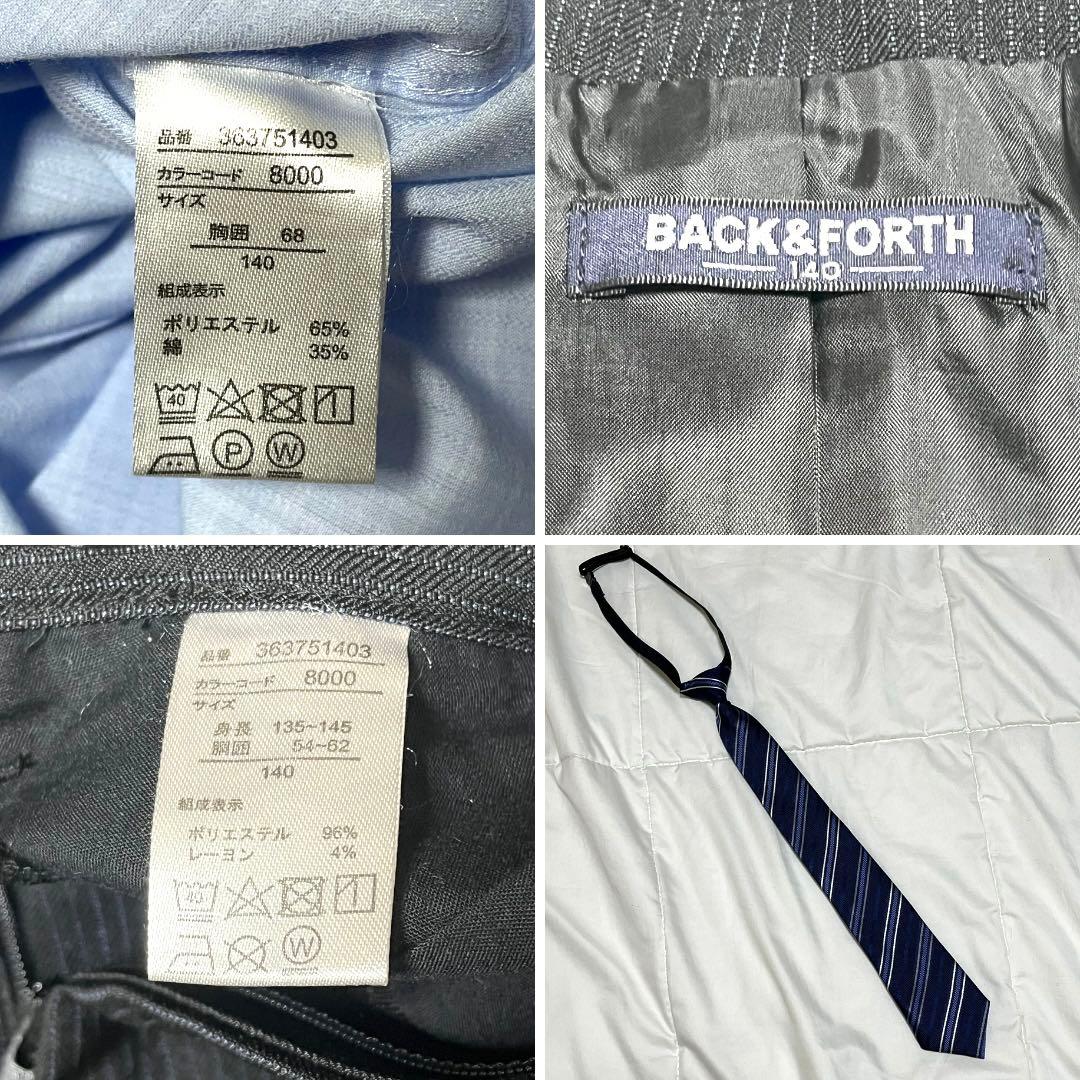 品番 363751403
カラーコード 8000
サイズ
胸囲 68
140
組成表示
ポリエステル 65%
綿 35%
40
P W
BACK&FORTH
140
品番 363751403
カラーコード 8000
サイズ
身長 135~145
胸囲 54~62
140
組成表示
ポリエステル 96%
レーヨン 4%
40
W